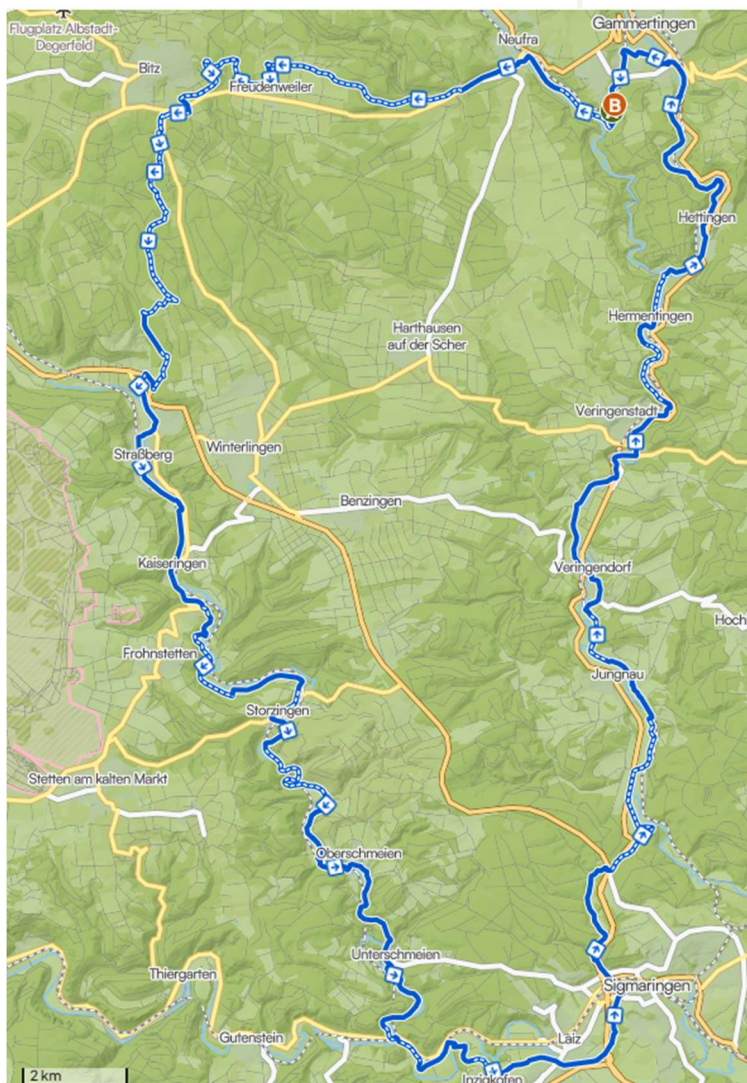 Flugplatz Albstadt-
Degerfeld
Gammertingen
Neufra
Bitz
Freudenweiler
B
Hettingen
Hermentingen
Harthausen
auf der Scher
Veringenstadt
Winterlingen
Straßberg
Benzingen
Kaiseringen
Veringendorf
Hoch
Frohnstetten
Jungnau
Storzingen
Stetten am kalten Markt
Oberschmeien
Unterschmeien
Thiergarten
Sigmaringen
Gutenstein
Laiz
Inzigkofen
2 km